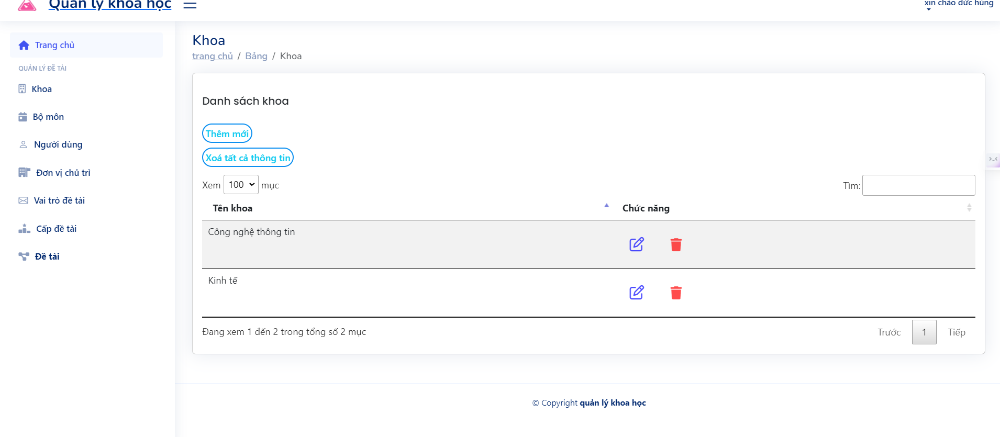 Quản lý khoa học
xin chào đức hùng
Trang chủ
QUẢN LÝ ĐỀ TÀI
Khoa
Bộ môn
Người dùng
Đơn vị chủ trì
Vai trò đề tài
Cấp đề tài
Đề tài
Khoa
trang chủ / Bảng / Khoa
Danh sách khoa
Thêm mới
Xoá tất cả thông tin
Xem 100 mục
Tìm:
Tên khoa Chức năng
Công nghệ thông tin
Kinh tế
Đang xem 1 đến 2 trong tổng số 2 mục
Trước 1 Tiếp
© Copyright quản lý khoa học